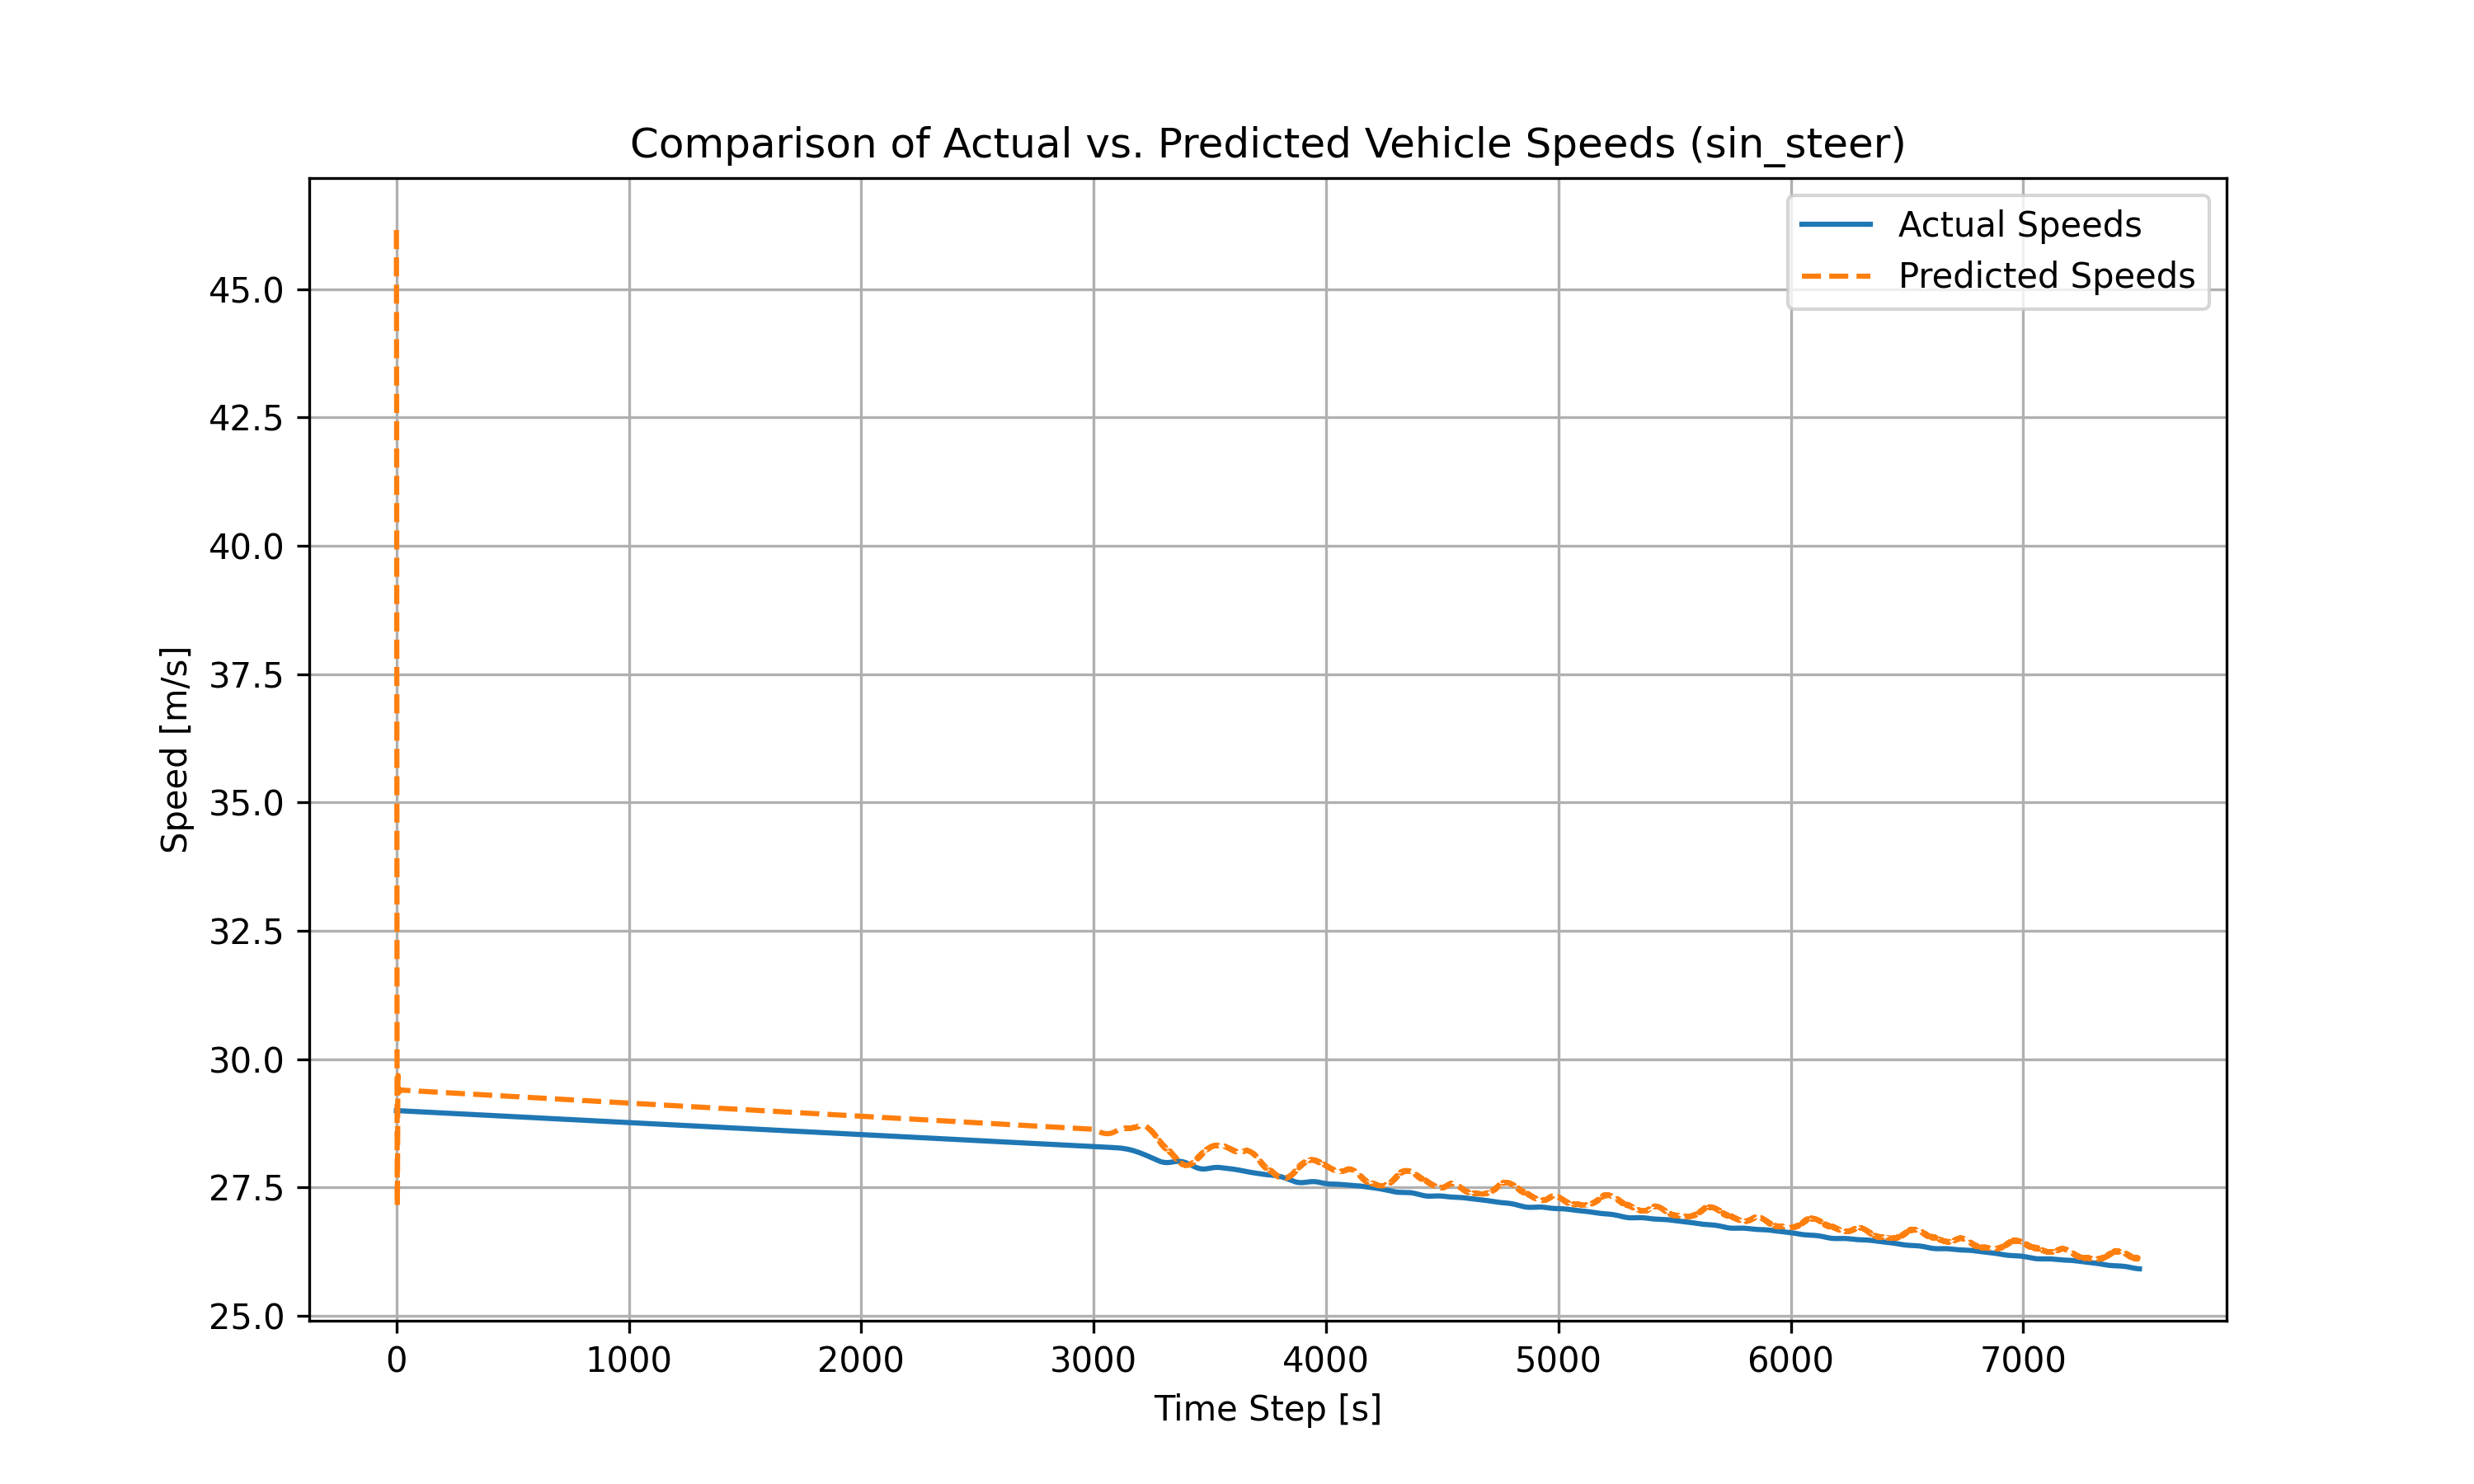 Comparison of Actual vs. Predicted Vehicle Speeds (sin_steer)
Actual Speeds
Predicted Speeds
45.0
42.5
40.0
37.5
35.0
32.5
30.0
27.5
25.0
Speed [m/s]
0 1000 2000 3000 4000 5000 6000 7000
Time Step [s]